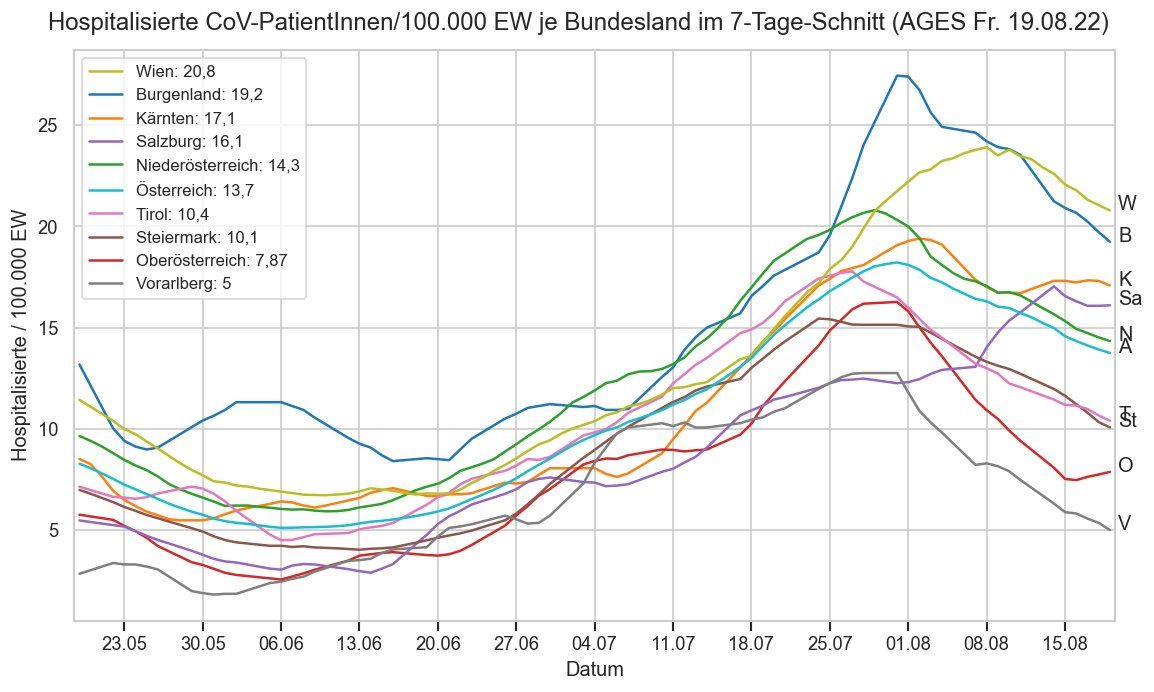 Hospitalisierte CoV-PatientInnen/100.000 EW je Bundesland im 7-Tage-Schnitt (AGES Fr. 19.08.22)
Wien: 20,8
Burgenland: 19,2
Kärnten: 17,1
Salzburg: 16,1
Niederösterreich: 14,3
Österreich: 13,7
Tirol: 10,4
Steiermark: 10,1
Oberösterreich: 7,87
Vorarlberg: 5
Hospitalisierte / 100.000 EW
25
20
15
10
5
W
B
K
Sa
N
A
T
St
O
V
23.05 30.05 06.06 13.06 20.06 27.06 04.07 11.07 18.07 25.07 01.08 08.08 15.08
Datum